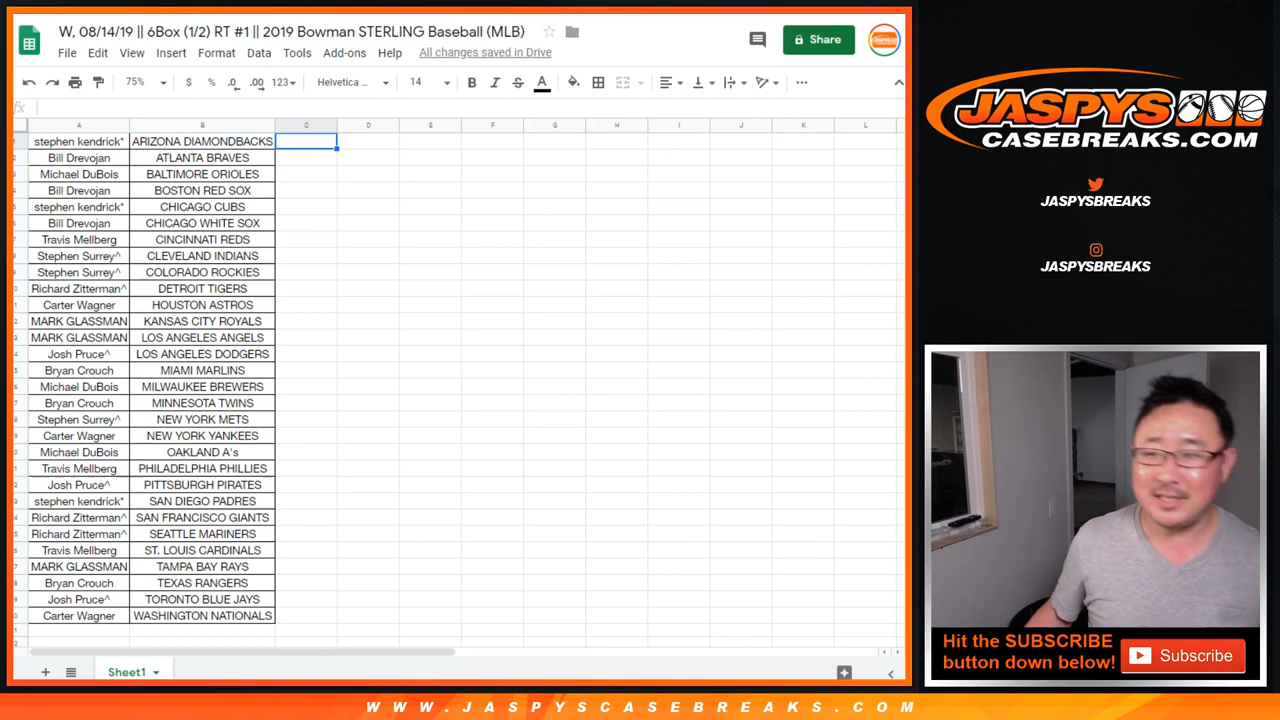 W, 08/14/19 || 6Box (1/2) RT #1 || 2019 Bowman STERLING Baseball (MLB)
File Edit View Insert Format Data Tools Add-ons Help All changes saved in Drive
Share
75% $ % .0 .00 123 Helvetica ... 14 B I S A
fx
A B C D E F G H I J K L
stephen kendrick* ARIZONA DIAMONDBACKS
Bill Drevojan ATLANTA BRAVES
Michael DuBois BALTIMORE ORIOLES
Bill Drevojan BOSTON RED SOX
stephen kendrick* CHICAGO CUBS
Bill Drevojan CHICAGO WHITE SOX
Travis Mellberg CINCINNATI REDS
Stephen Surrey^ CLEVELAND INDIANS
Stephen Surrey^ COLORADO ROCKIES
Richard Zitterman^ DETROIT TIGERS
Carter Wagner HOUSTON ASTROS
MARK GLASSMAN KANSAS CITY ROYALS
MARK GLASSMAN LOS ANGELES ANGELS
Josh Pruce^ LOS ANGELES DODGERS
Bryan Crouch MIAMI MARLINS
Michael DuBois MILWAUKEE BREWERS
Bryan Crouch MINNESOTA TWINS
Stephen Surrey^ NEW YORK METS
Carter Wagner NEW YORK YANKEES
Michael DuBois OAKLAND A's
Travis Mellberg PHILADELPHIA PHILLIES
Josh Pruce^ PITTSBURGH PIRATES
stephen kendrick* SAN DIEGO PADRES
Richard Zitterman^ SAN FRANCISCO GIANTS
Richard Zitterman^ SEATTLE MARINERS
Travis Mellberg ST. LOUIS CARDINALS
MARK GLASSMAN TAMPA BAY RAYS
Bryan Crouch TEXAS RANGERS
Josh Pruce^ TORONTO BLUE JAYS
Carter Wagner WASHINGTON NATIONALS
Sheet1
JASPYS
CASEBREAKS.COM
JASPYSBREAKS
JASPYSBREAKS
Hit the SUBSCRIBE
button down below!
Subscribe
WWW.JASPYSCASEBREAKS.COM